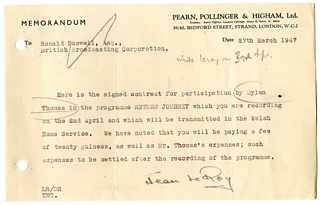 MEMORANDUM
PEARN, POLLINGER & HIGHAM, Ltd.
39/40, BEDFORD STREET, STRAND, LONDON, W.C.2
To Ronald Boswell, Esq.,
British Broadcasting Corporation.
Date 27th March 1947
Here is the signed contract for participation by Dylan
Thomas in the programme RETURN JOURNEY which you are recording
on the 2nd April and which will be transmitted in the Welsh
Home Service. We have noted that you will be paying a fee
of twenty guineas, as well as Mr. Thomas's expenses; such
expenses to be settled after the recording of the programme.
Jean LeRoy
LR/DR
ENC.